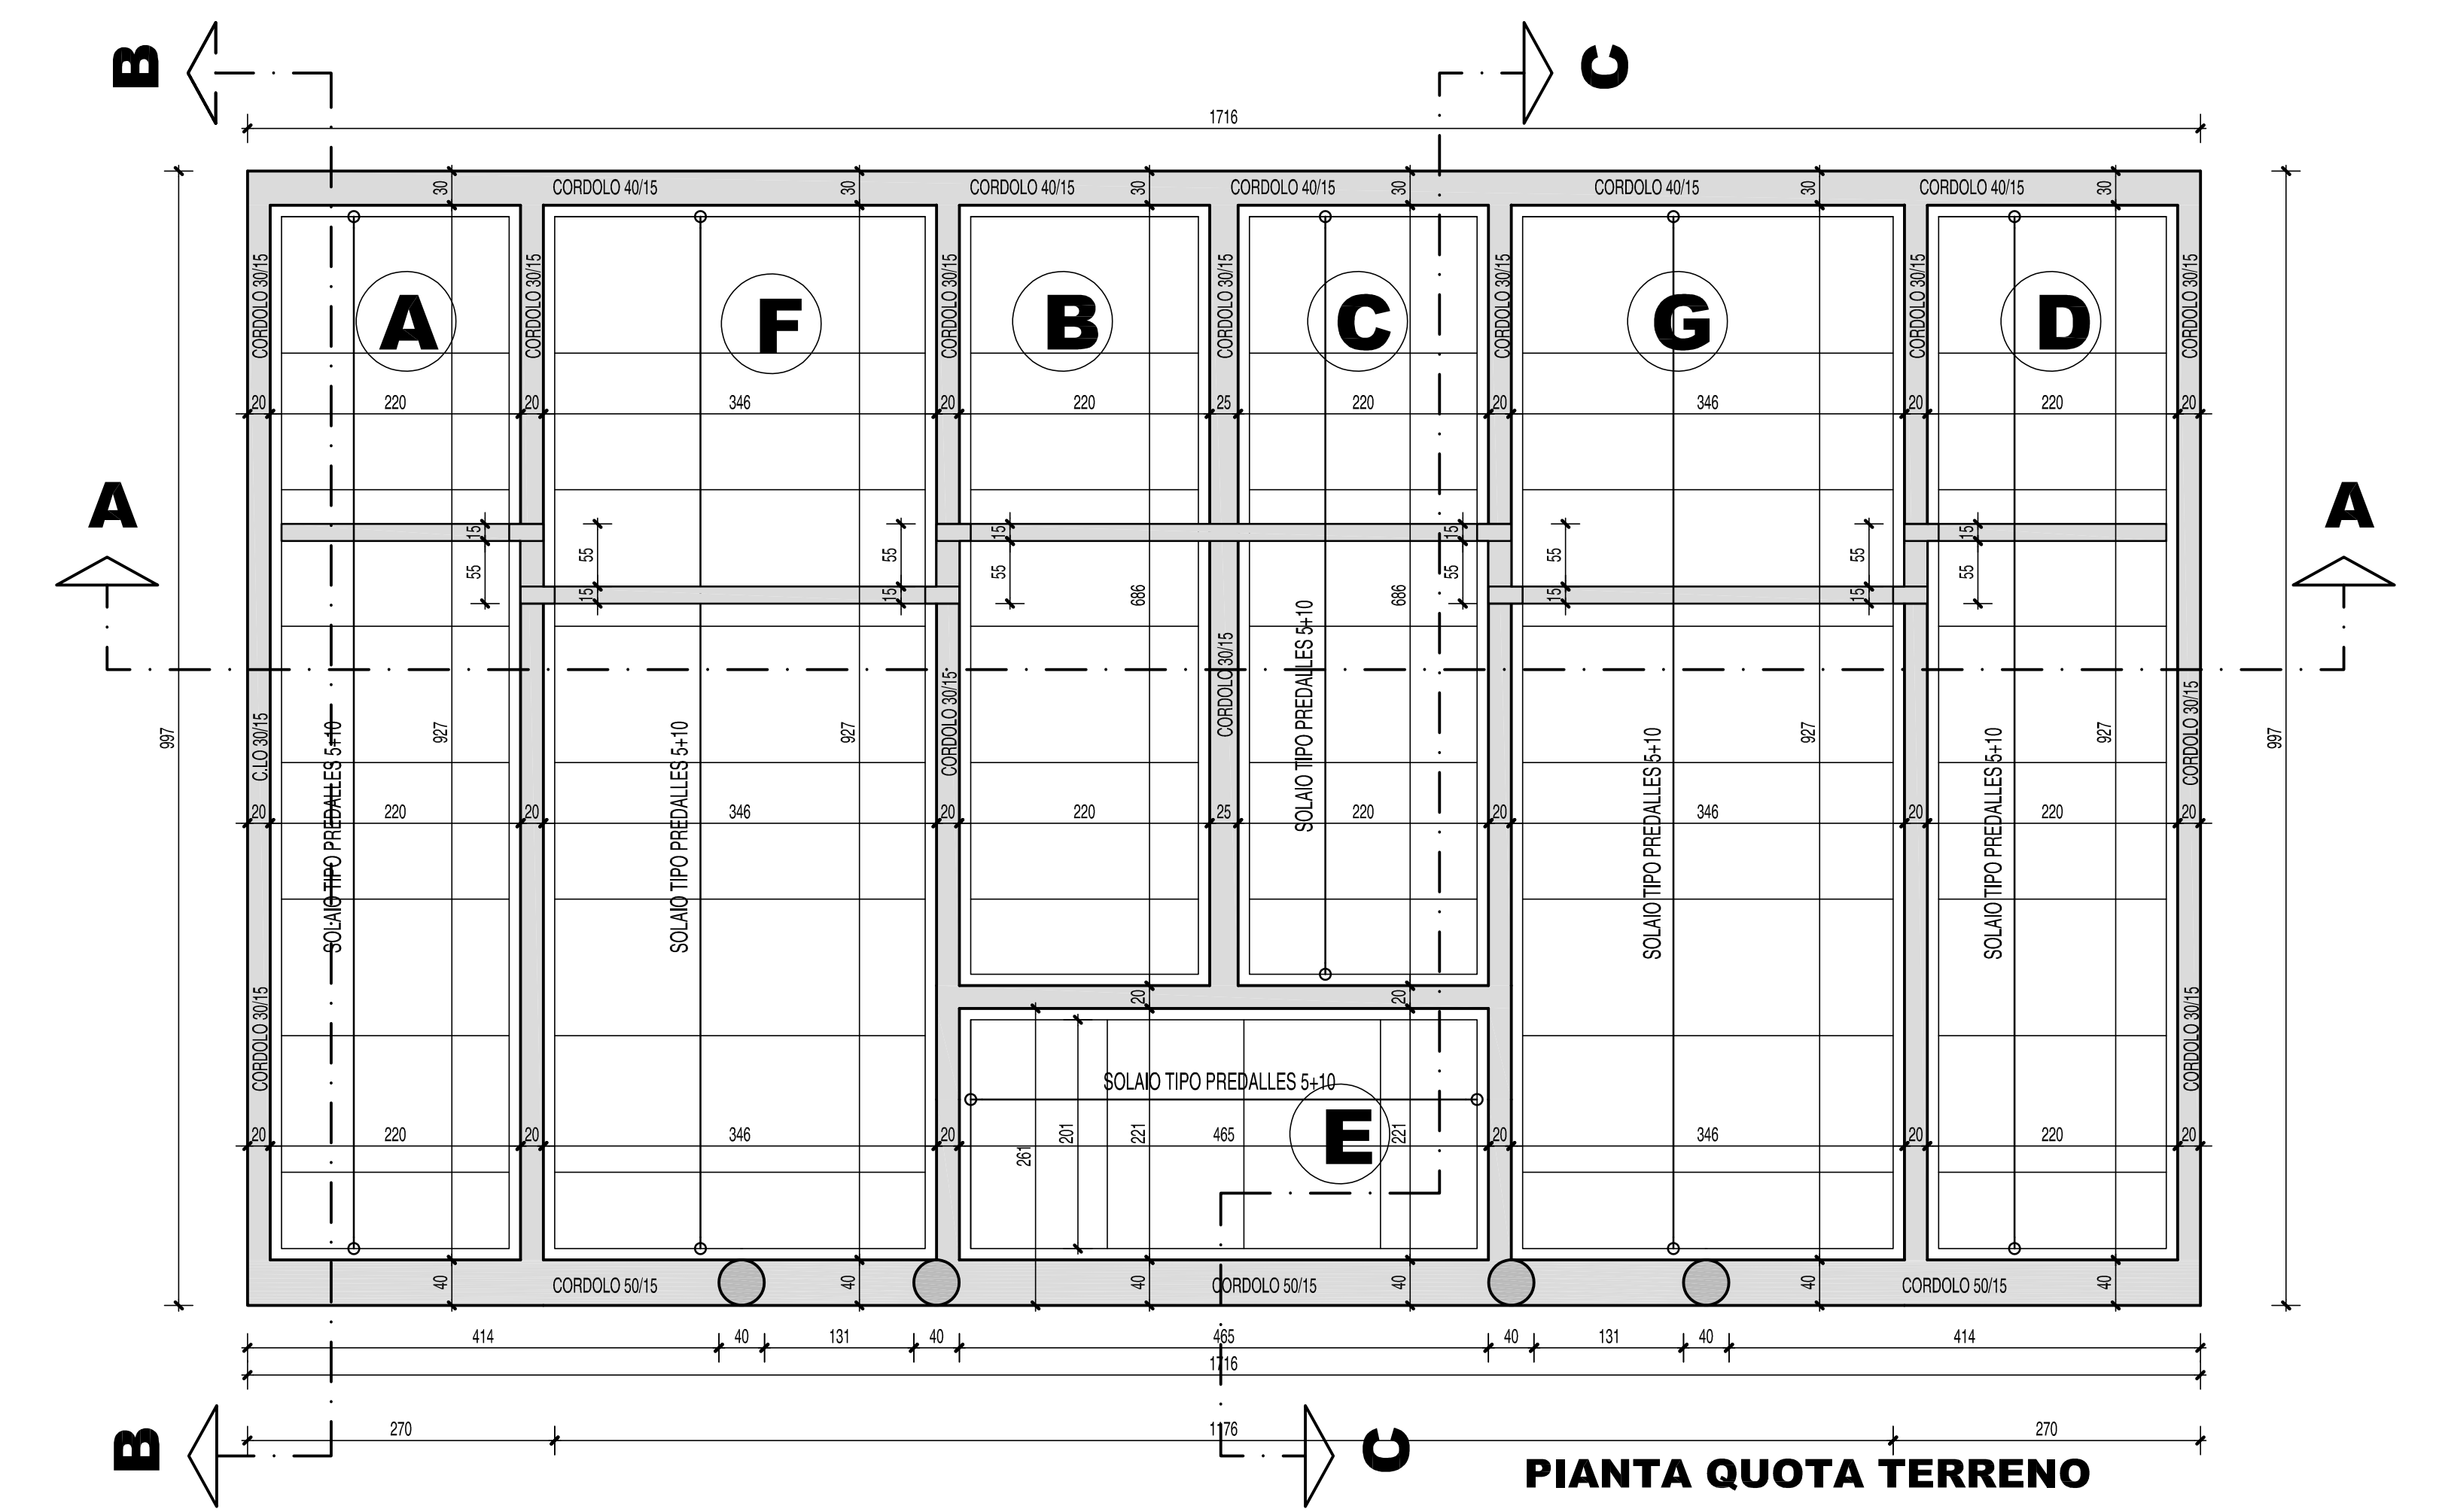 B
C
1716
30
CORDOLO 40/15
30
CORDOLO 40/15
30
CORDOLO 40/15
30
CORDOLO 40/15
30
CORDOLO 40/15
30
CORDOLO 30/15
CORDOLO 30/15
CORDOLO 30/15
CORDOLO 30/15
CORDOLO 30/15
CORDOLO 30/15
CORDOLO 30/15
A
F
B
C
G
D
20
220
20
346
20
220
25
220
20
346
20
220
20
A
A
15
15
15
15
55
55
55
55
55
55
55
55
15
15
15
15
686
686
997
C.LO 30/15
SOLAIO TIPO PREDALLES 5+10
927
SOLAIO TIPO PREDALLES 5+10
927
CORDOLO 30/15
CORDOLO 30/15
SOLAIO TIPO PREDALLES 5+10
SOLAIO TIPO PREDALLES 5+10
927
SOLAIO TIPO PREDALLES 5+10
927
CORDOLO 30/15
997
20
220
20
346
20
220
25
220
20
346
20
220
20
CORDOLO 30/15
20
20
CORDOLO 30/15
SOLAIO TIPO PREDALLES 5+10
E
20
220
20
346
20
261
201
221
465
221
20
346
20
220
20
40
CORDOLO 50/15
40
40
CORDOLO 50/15
40
40
CORDOLO 50/15
40
414
40
131
40
465
40
131
40
414
1716
270
1176
270
B
C
PIANTA QUOTA TERRENO